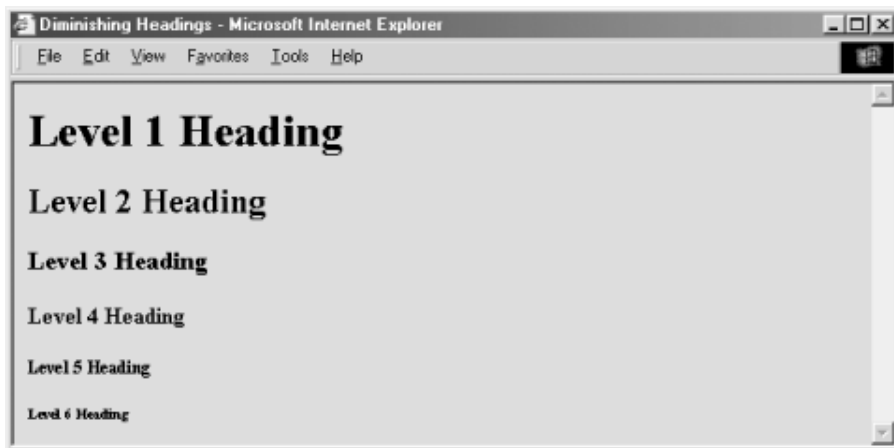 Diminishing Headings - Microsoft Internet Explorer
File Edit View Favorites Tools Help
Level 1 Heading
Level 2 Heading
Level 3 Heading
Level 4 Heading
Level 5 Heading
Level 6 Heading